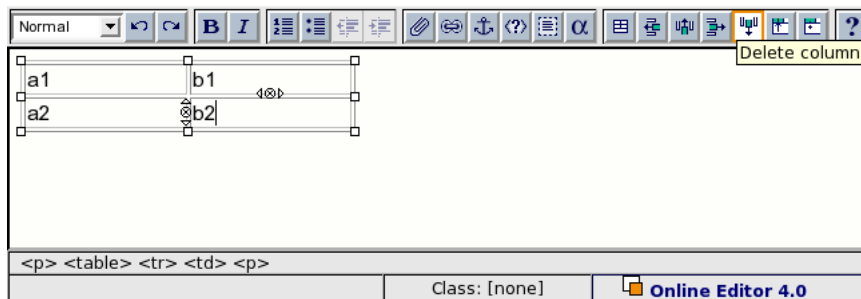 Normal B I <?> α ?
Delete column
a1 b1
a2 b2
<p> <table> <tr> <td> <p>
Class: [none] Online Editor 4.0